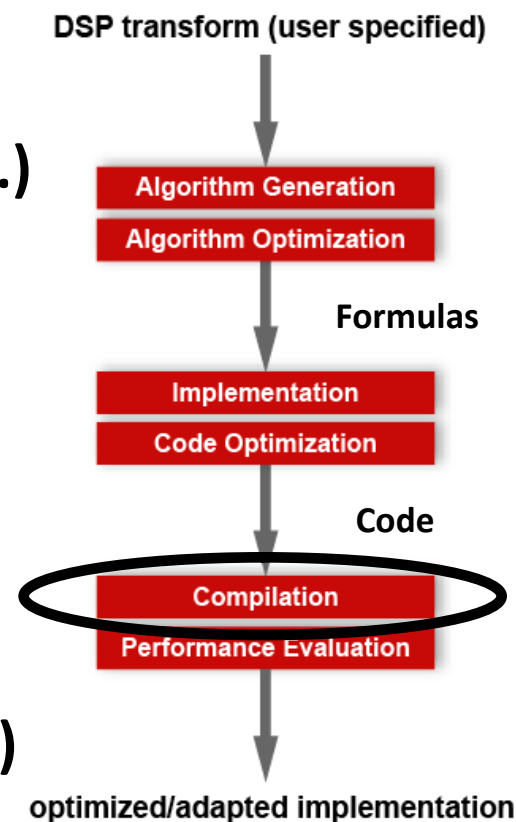 DSP transform (user specified)
.)
Algorithm Generation
Algorithm Optimization
Formulas
Implementation
Code Optimization
Code
Compilation
Performance Evaluation
)
optimized/adapted implementation